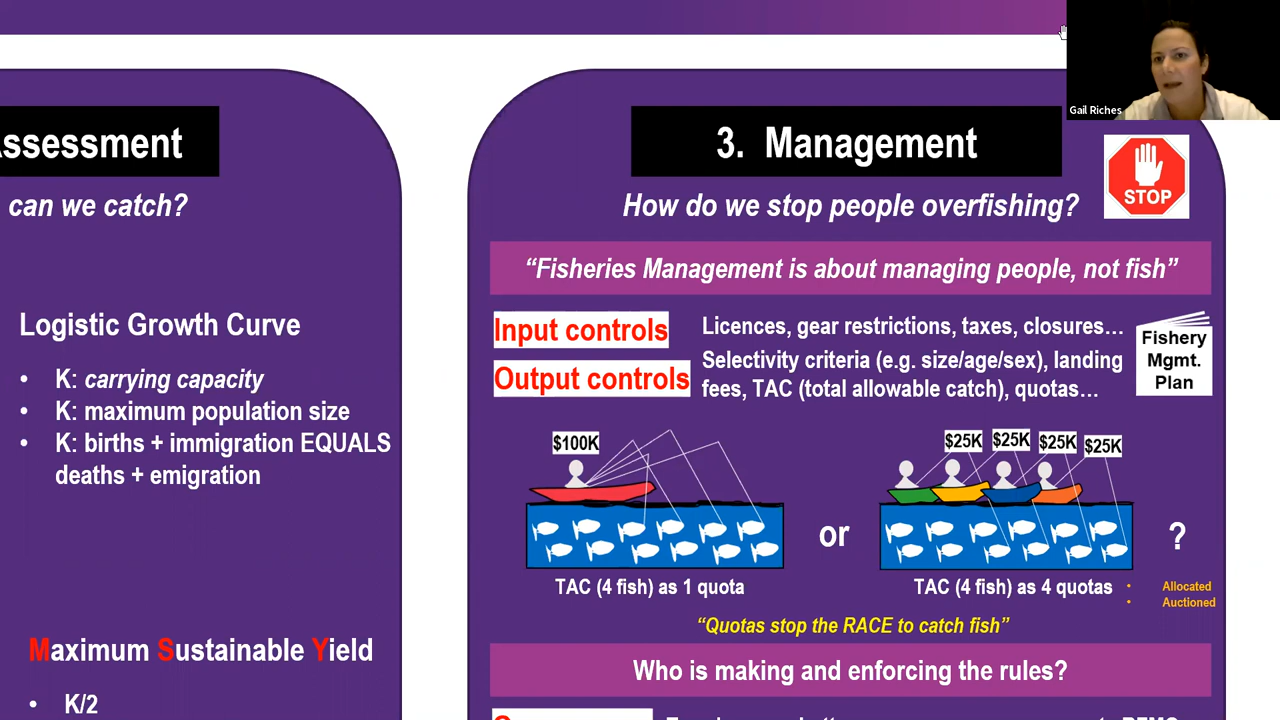 Gail Riches
ssessment
can we catch?
Logistic Growth Curve
• K: carrying capacity
• K: maximum population size
• K: births + immigration EQUALS
deaths + emigration
Maximum Sustainable Yield
• K/2
3. Management
STOP
How do we stop people overfishing?
“Fisheries Management is about managing people, not fish”
Input controls
Licences, gear restrictions, taxes, closures…
Output controls
Selectivity criteria (e.g. size/age/sex), landing
fees, TAC (total allowable catch), quotas…
Fishery
Mgmt.
Plan
$100K
$25K $25K $25K $25K
or
?
TAC (4 fish) as 1 quota
TAC (4 fish) as 4 quotas
• Allocated
• Auctioned
“Quotas stop the RACE to catch fish”
Who is making and enforcing the rules?